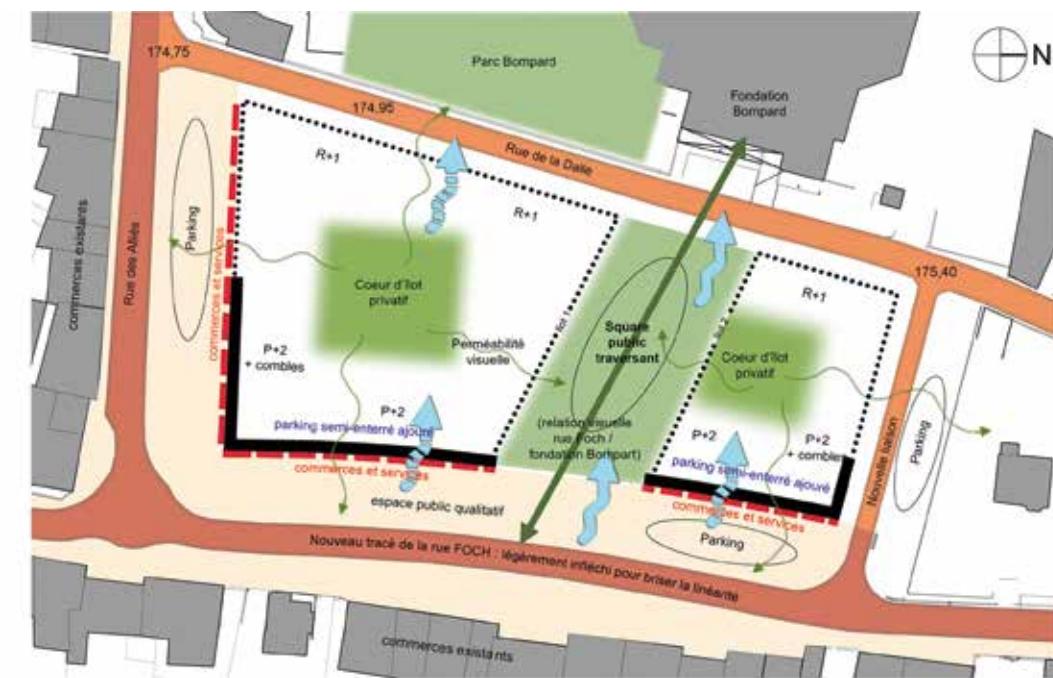 174,75
Parc Bompard
N
174,95
Fondation
Bompard
Rue de la Dalle
R+1
R+1
Parking
commerces existants
Rue des Alliés
commerces et services
Coeur d'îlot
privatif
175,40
R+1
îlot 1
îlot 2
Square
public
traversant
Perméabilité
visuelle
Coeur d'îlot
privatif
P+2
+ combles
P+2
parking semi-enterré ajouré
(relation visuelle
rue Foch /
fondation Bompart)
P+2
P+2
+ combles
parking semi-enterré ajouré
Nouvelle liaison
Parking
commerces et services
commerces et services
espace public qualitatif
Parking
Nouveau tracé de la rue FOCH : légèrement infléchi pour briser la linéarité
commerces existants